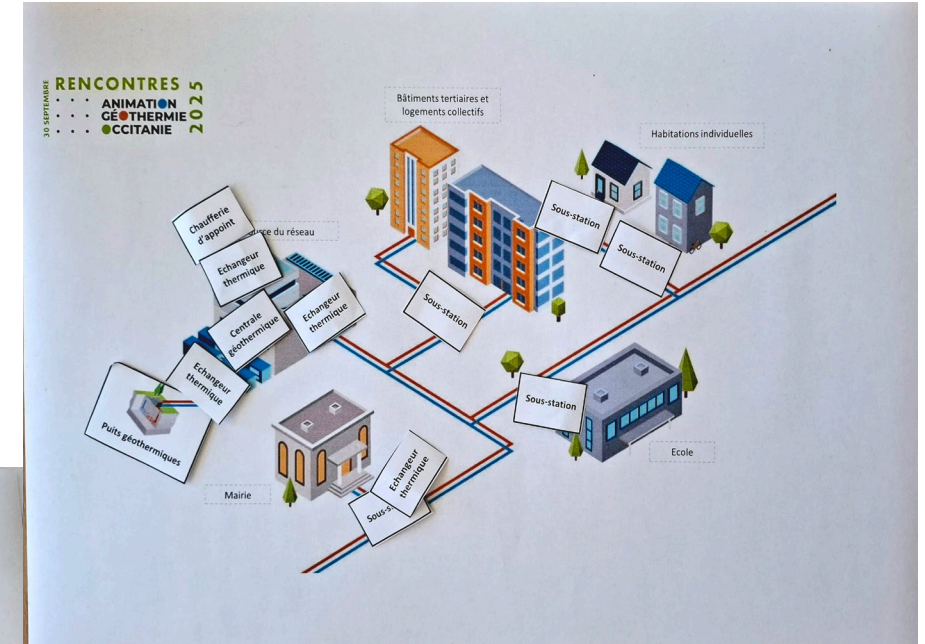 30 SEPTEMBRE
RENCONTRES
ANIMATION
GÉOTHERMIE
OCCITANIE
2025
Bâtiments tertiaires et
logements collectifs
Habitations individuelles
Chaufferie
d'appoint
du réseau
Echangeur
thermique
Sous-station
Sous-station
Centrale
géothermique
Echangeur
thermique
Sous-station
Echangeur
thermique
Puits géothermiques
Sous-station
Ecole
Echangeur
thermique
Mairie